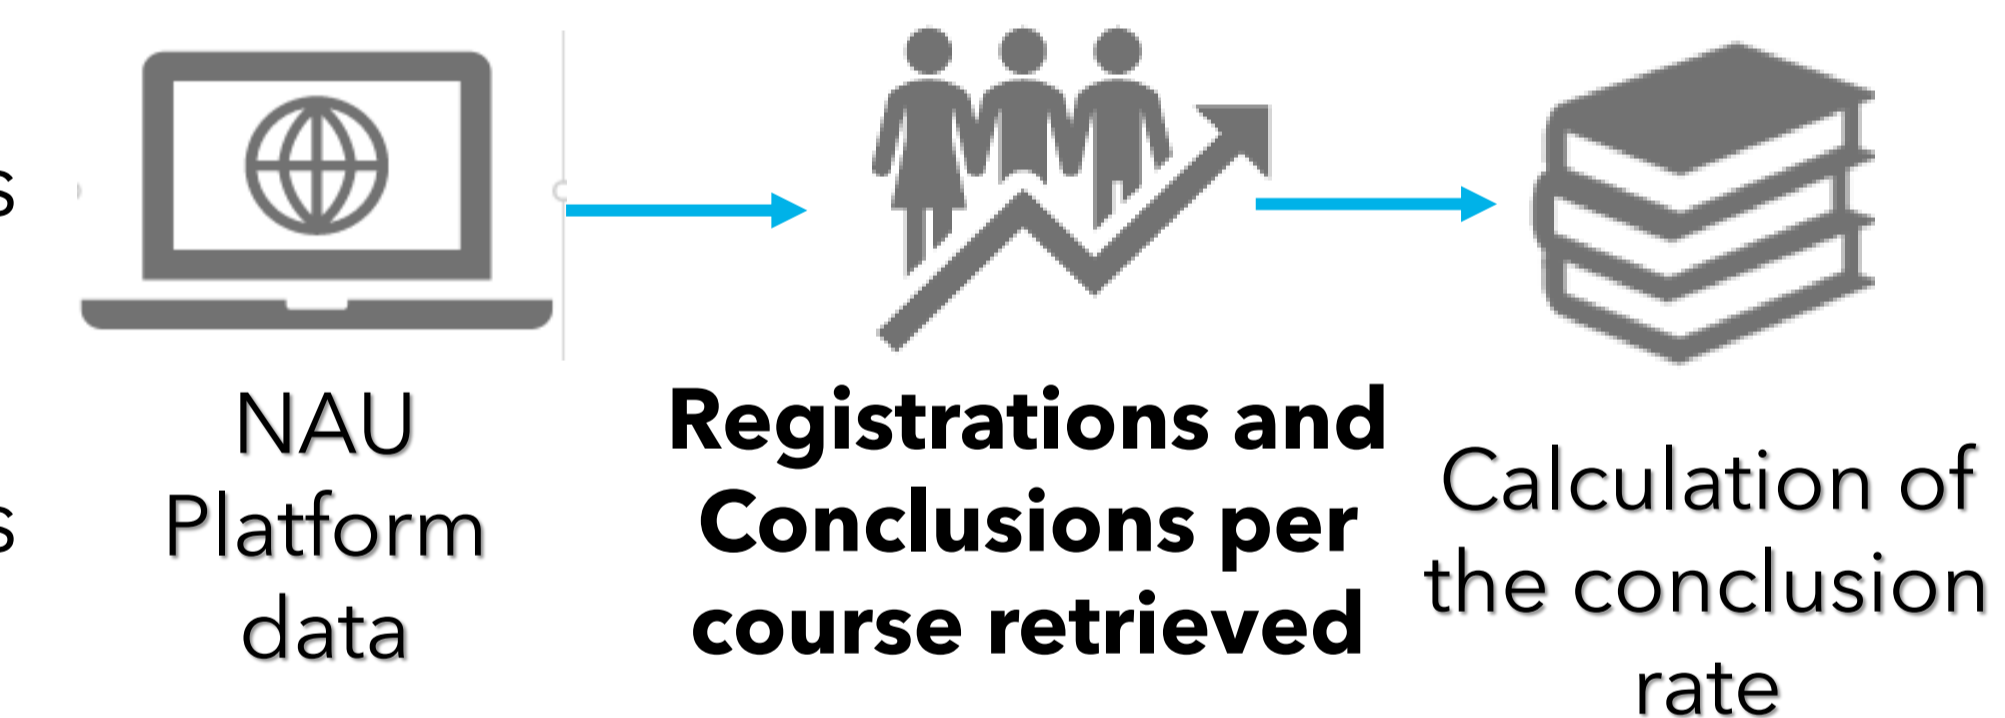 NAU
Platform
data
Registrations and
Conclusions per
course retrieved
Calculation of
the conclusion
rate